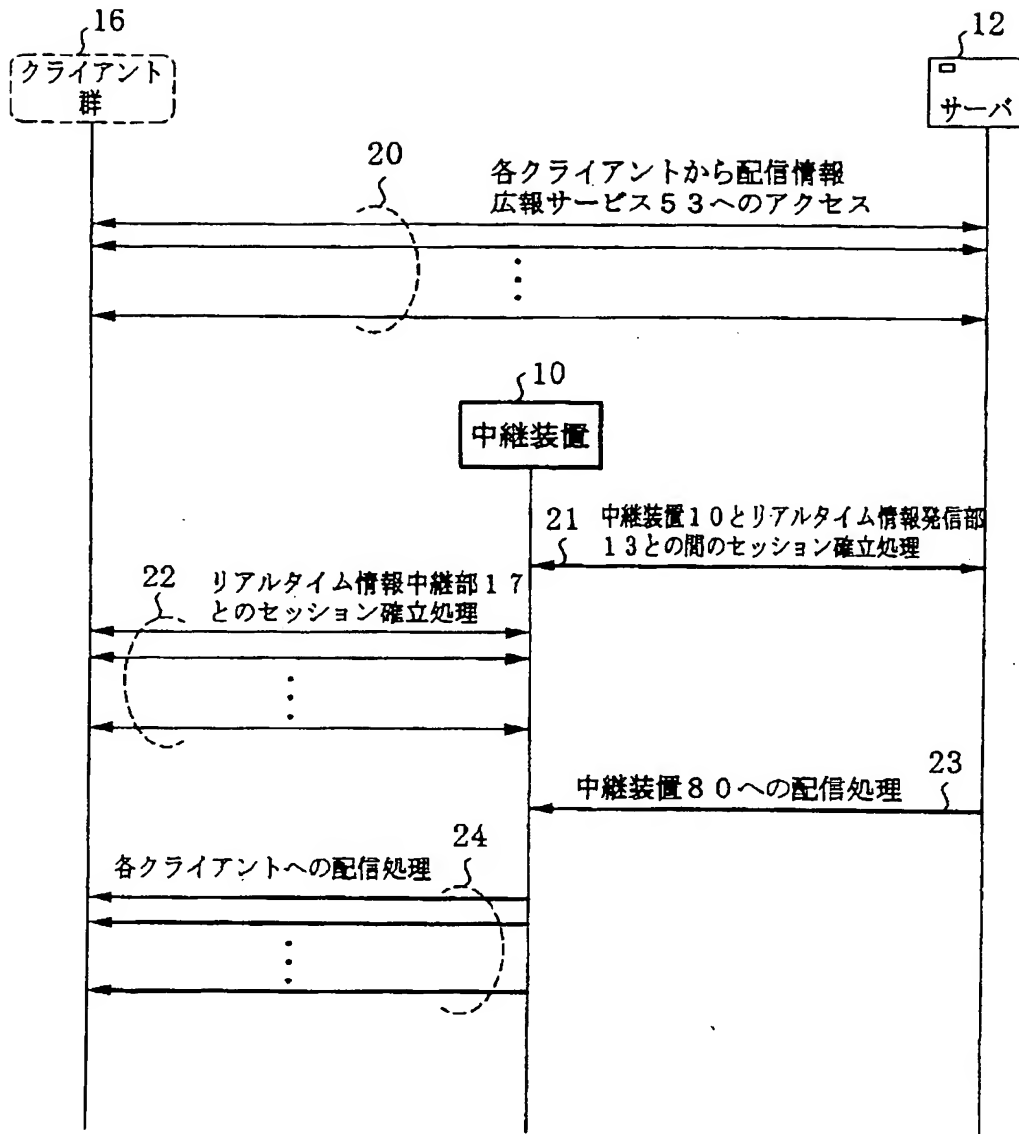 16
クライアント
群
12
サーバ
20
各クライアントから配信情報
広報サービス53へのアクセス
10
中継装置
21
中継装置10とリアルタイム情報発信部
13との間のセッション確立処理
22
リアルタイム情報中継部17
とのセッション確立処理
中継装置80への配信処理
23
各クライアントへの配信処理
24